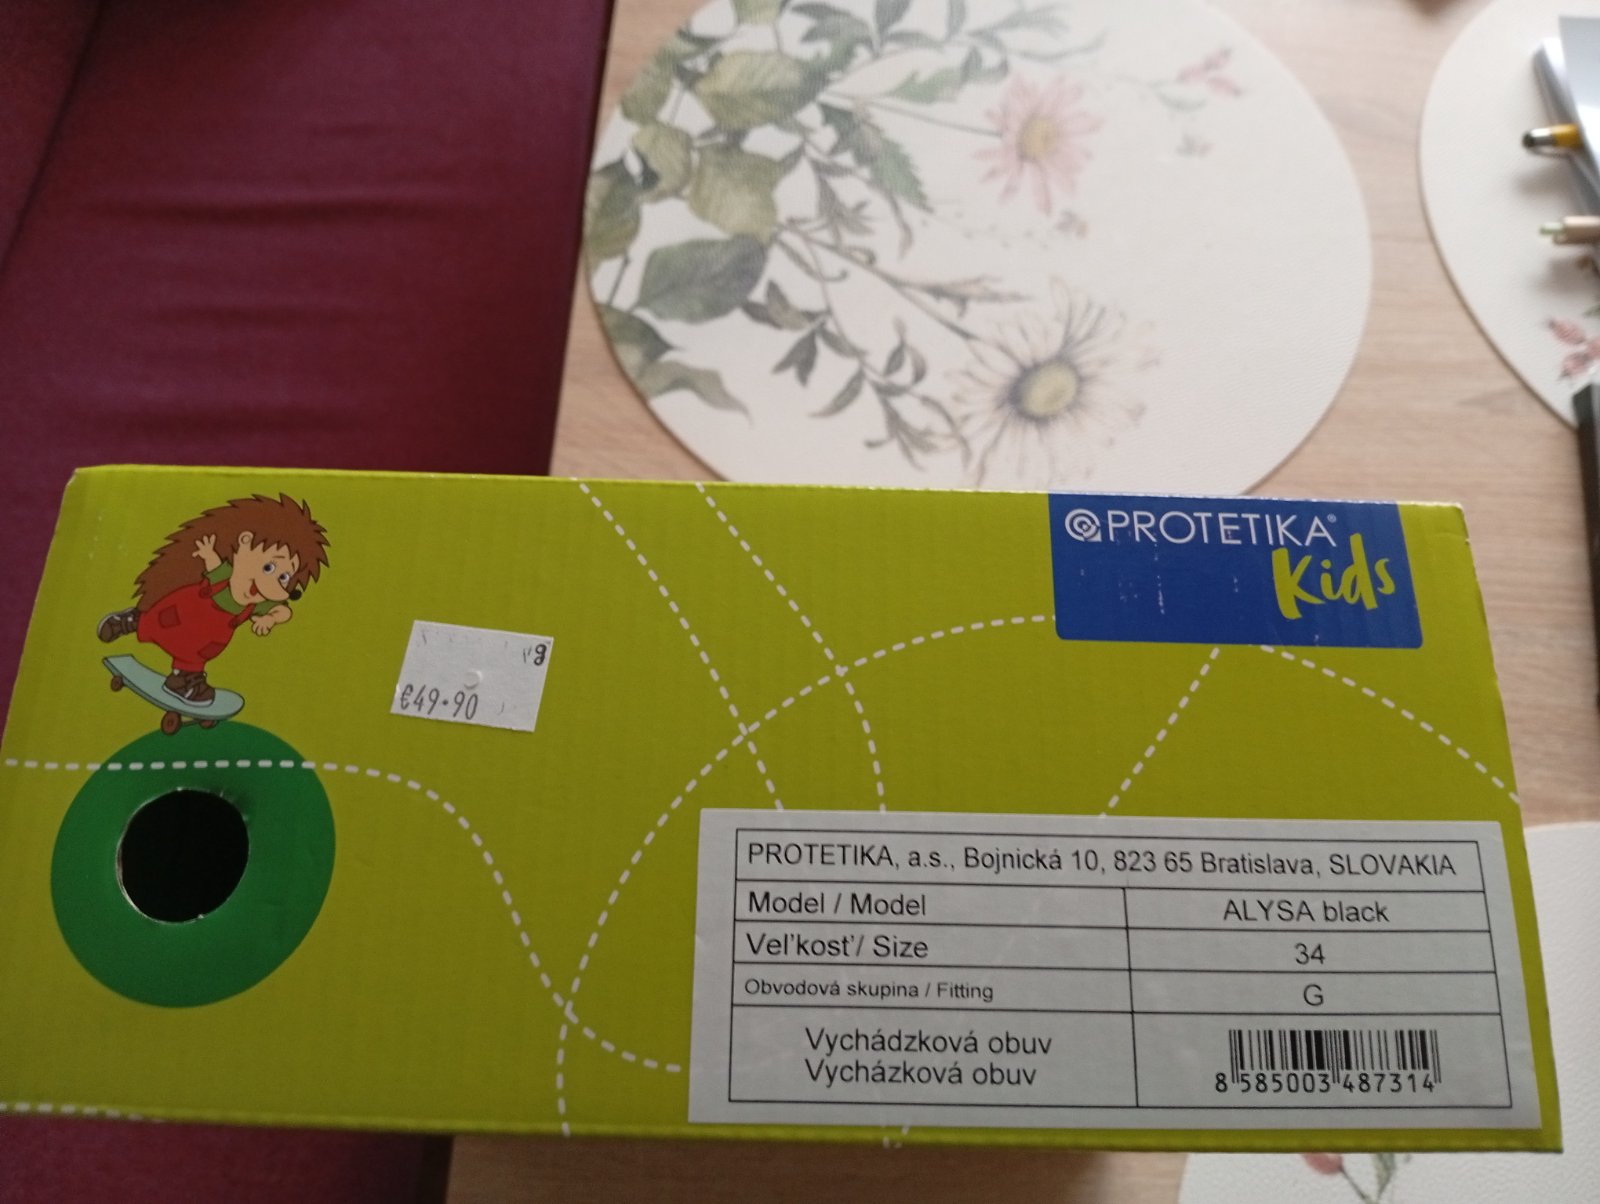 PROTETIKA®
Kids
€49.90
PROTETIKA, a.s., Bojnická 10, 823 65 Bratislava, SLOVAKIA
Model / Model ALYSA black
Veľkosť / Size 34
Obvodová skupina / Fitting G
Vychádzková obuv
Vycházková obuv
8 585003 487314